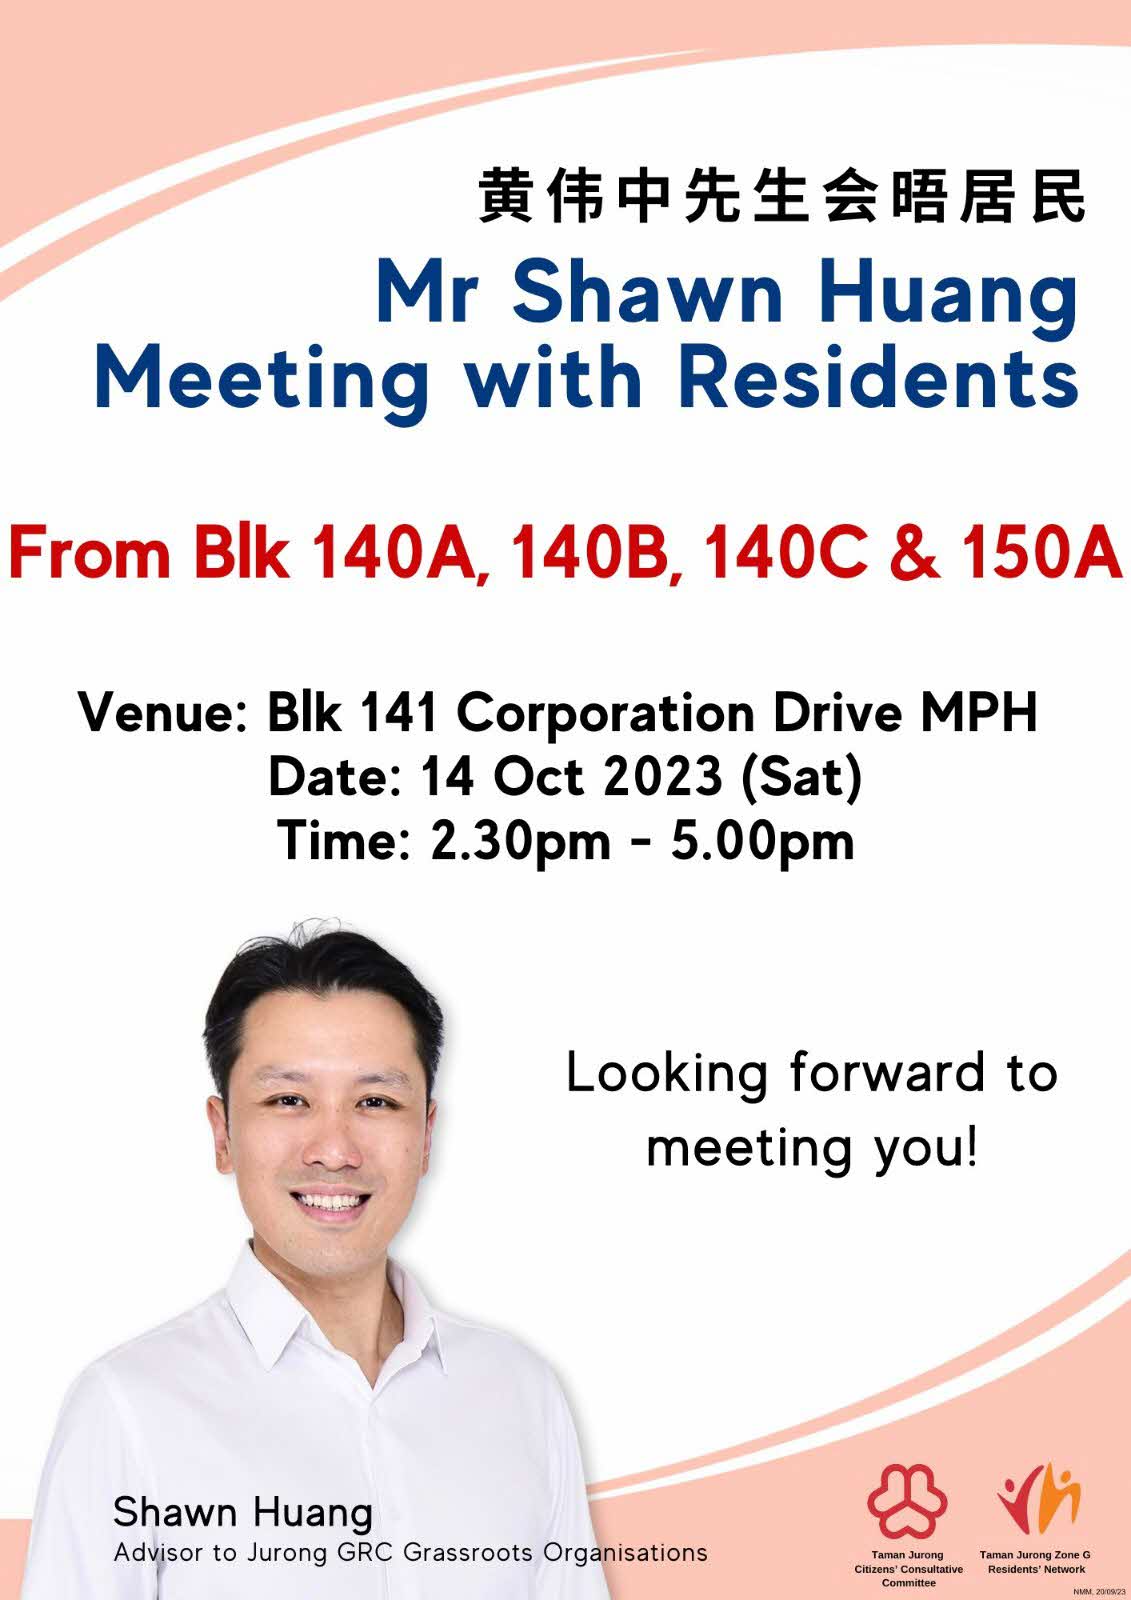 黄伟中先生会晤居民
Mr Shawn Huang
Meeting with Residents
From Blk 140A, 140B, 140C & 150A
Venue: Blk 141 Corporation Drive MPH
Date: 14 Oct 2023 (Sat)
Time: 2.30pm - 5.00pm
Looking forward to
meeting you!
Shawn Huang
Advisor to Jurong GRC Grassroots Organisations
Taman Jurong
Citizens' Consultative
Committee
Taman Jurong Zone G
Residents' Network
NMM, 20/09/23